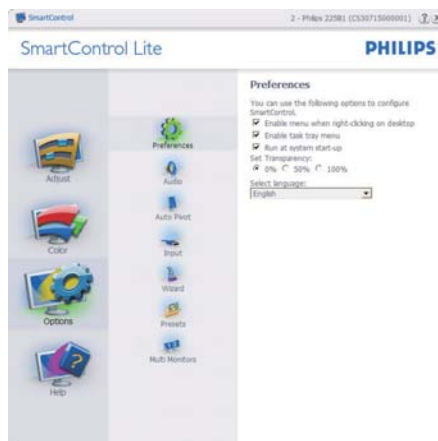 SmartControl
2 - Philips 225B1 (CS30715000001)
SmartControl Lite
PHILIPS
Adjust
Color
Options
Help
Preferences
Audio
Auto Pivot
Input
Wizard
Presets
Multi Monitors
Preferences
You can use the following options to configure
SmartControl.
Enable menu when right-clicking on desktop
Enable task tray menu
Run at system start-up
Set Transparency:
0% 50% 100%
Select language:
English